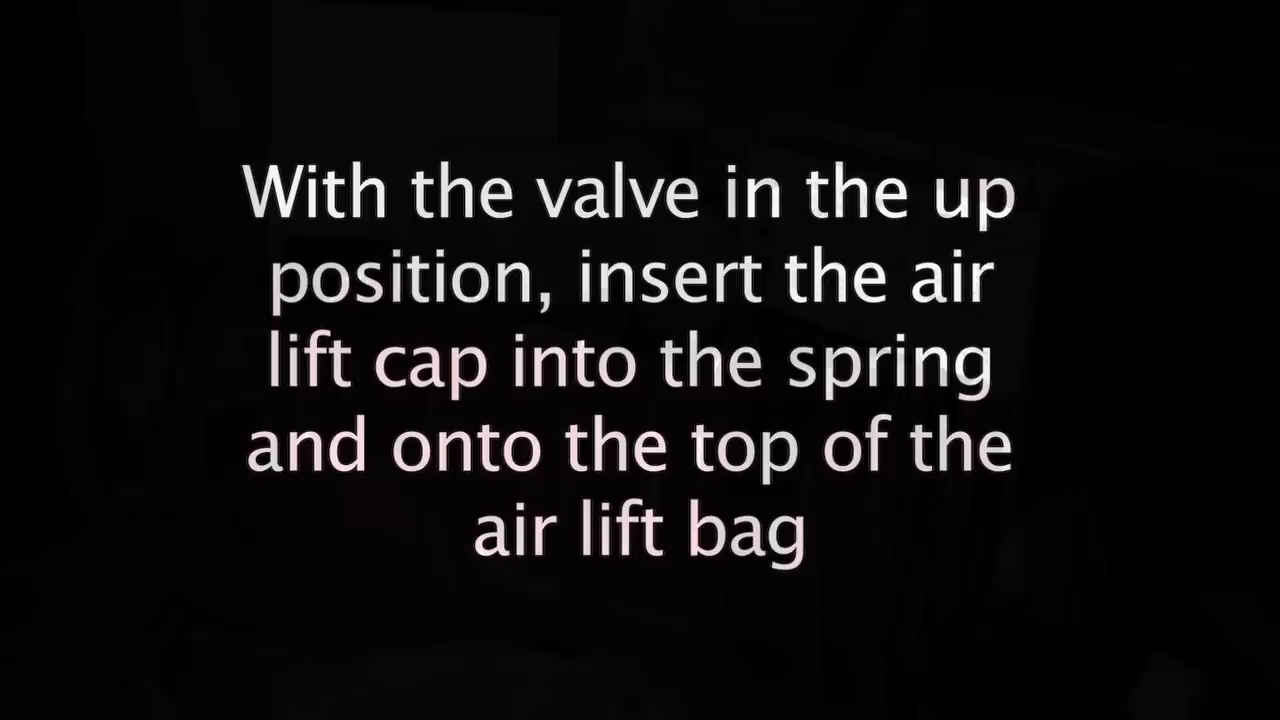 With the valve in the up
position, insert the air
lift cap into the spring
and onto the top of the
air lift bag